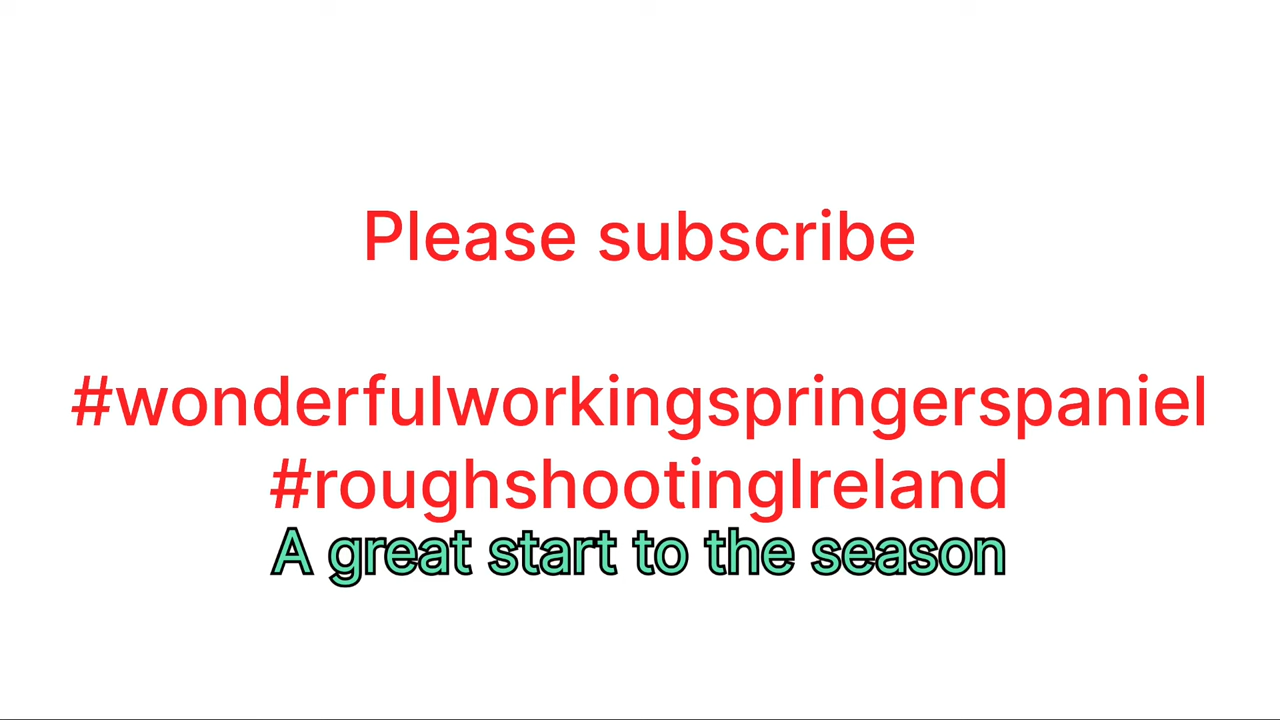 Please subscribe
#wonderfulworkingspringerspaniel
#roughshootingIreland
A great start to the season